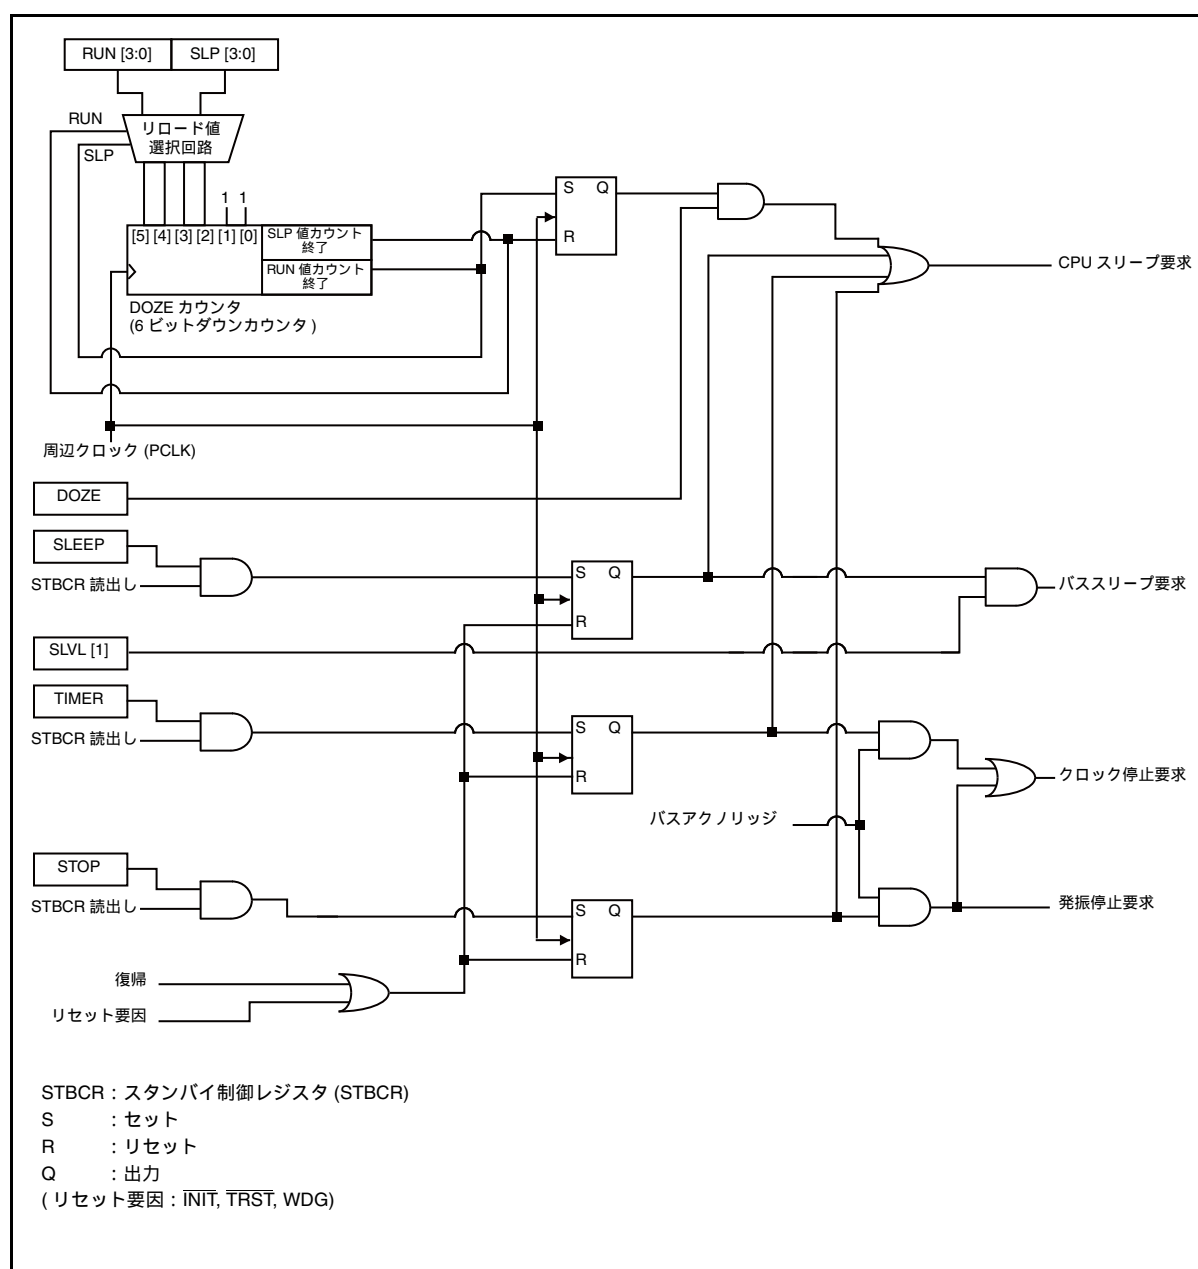 RUN [3:0]
SLP [3:0]
RUN
リロード値
選択回路
SLP
1 1
[5] [4] [3] [2] [1] [0]
SLP 値カウント
終了
RUN 値カウント
終了
DOZE カウンタ
(6 ビットダウンカウンタ )
S Q
R
CPU スリープ要求
周辺クロック (PCLK)
DOZE
SLEEP
STBCR 読出し
S Q
R
バススリープ要求
SLVL [1]
TIMER
STBCR 読出し
S Q
R
クロック停止要求
バスアクノリッジ
STOP
STBCR 読出し
S Q
R
発振停止要求
復帰
リセット要因
STBCR : スタンバイ制御レジスタ (STBCR)
S : セット
R : リセット
Q : 出力
( リセット要因 : INIT, TRST, WDG)